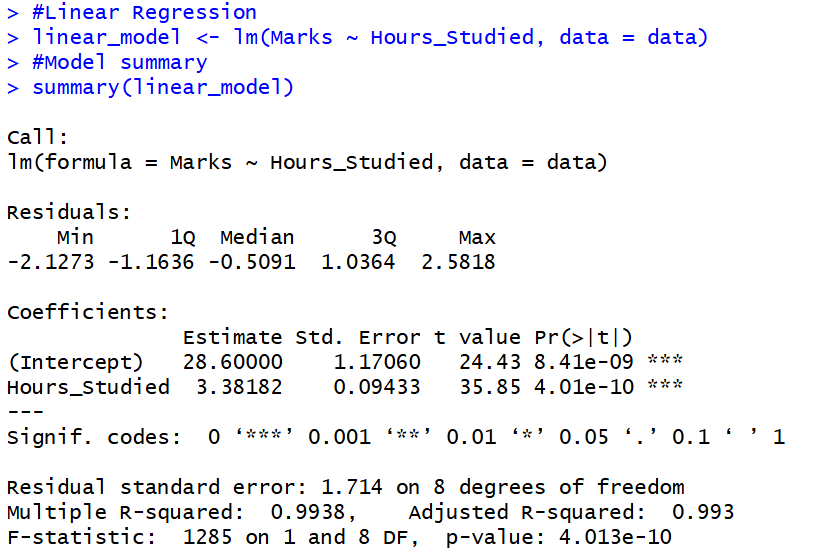 > #Linear Regression
> linear_model <- lm(Marks ~ Hours_Studied, data = data)
> #Model summary
> summary(linear_model)

Call:
lm(formula = Marks ~ Hours_Studied, data = data)

Residuals:
    Min      1Q  Median      3Q     Max
-2.1273 -1.1636 -0.5091  1.0364  2.5818

Coefficients:
              Estimate Std. Error t value Pr(>|t|)
(Intercept)   28.60000    1.17060   24.43 8.41e-09 ***
Hours_Studied  3.38182    0.09433   35.85 4.01e-10 ***
---
Signif. codes:  0 ‘***’ 0.001 ‘**’ 0.01 ‘*’ 0.05 ‘.’ 0.1 ‘ ’ 1

Residual standard error: 1.714 on 8 degrees of freedom
Multiple R-squared:  0.9938,    Adjusted R-squared:  0.993
F-statistic:  1285 on 1 and 8 DF,  p-value: 4.013e-10